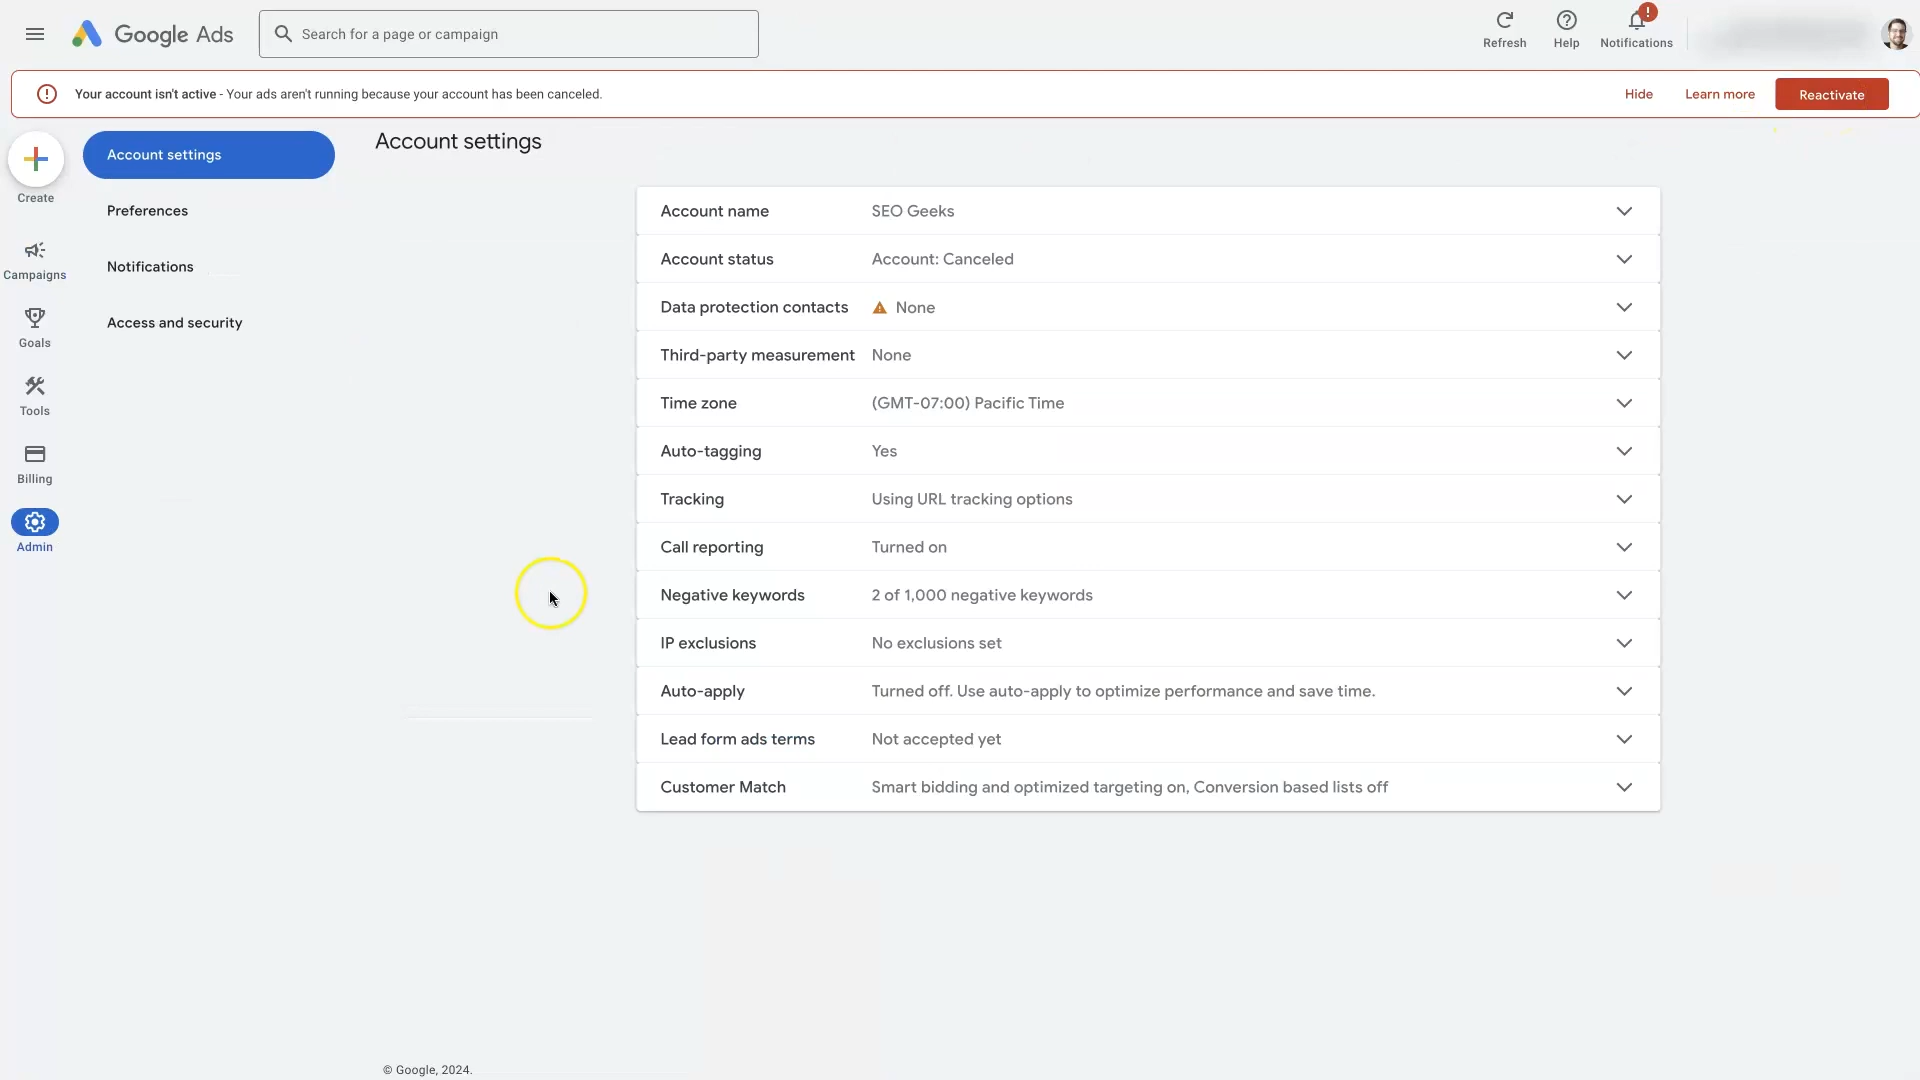 Google Ads
Search for a page or campaign
Refresh
Help
!
Notifications
Your account isn't active - Your ads aren't running because your account has been canceled.
Hide
Learn more
Reactivate
Create
Campaigns
Goals
Tools
Billing
Admin
Account settings
Preferences
Notifications
Access and security
Account settings
Account name SEO Geeks
Account status Account: Canceled
Data protection contacts None
Third-party measurement None
Time zone (GMT-07:00) Pacific Time
Auto-tagging Yes
Tracking Using URL tracking options
Call reporting Turned on
Negative keywords 2 of 1,000 negative keywords
IP exclusions No exclusions set
Auto-apply Turned off. Use auto-apply to optimize performance and save time.
Lead form ads terms Not accepted yet
Customer Match Smart bidding and optimized targeting on, Conversion based lists off
© Google, 2024.